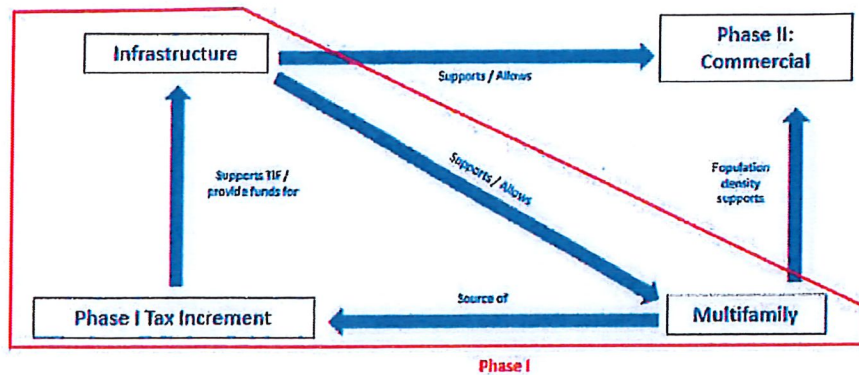 Infrastructure
Phase II:
Commercial
Supports / Allows
Supports / Allows
Supports TIF /
provide funds for
Population
density
supports
Phase I Tax Increment
Source of
Multifamily
Phase I